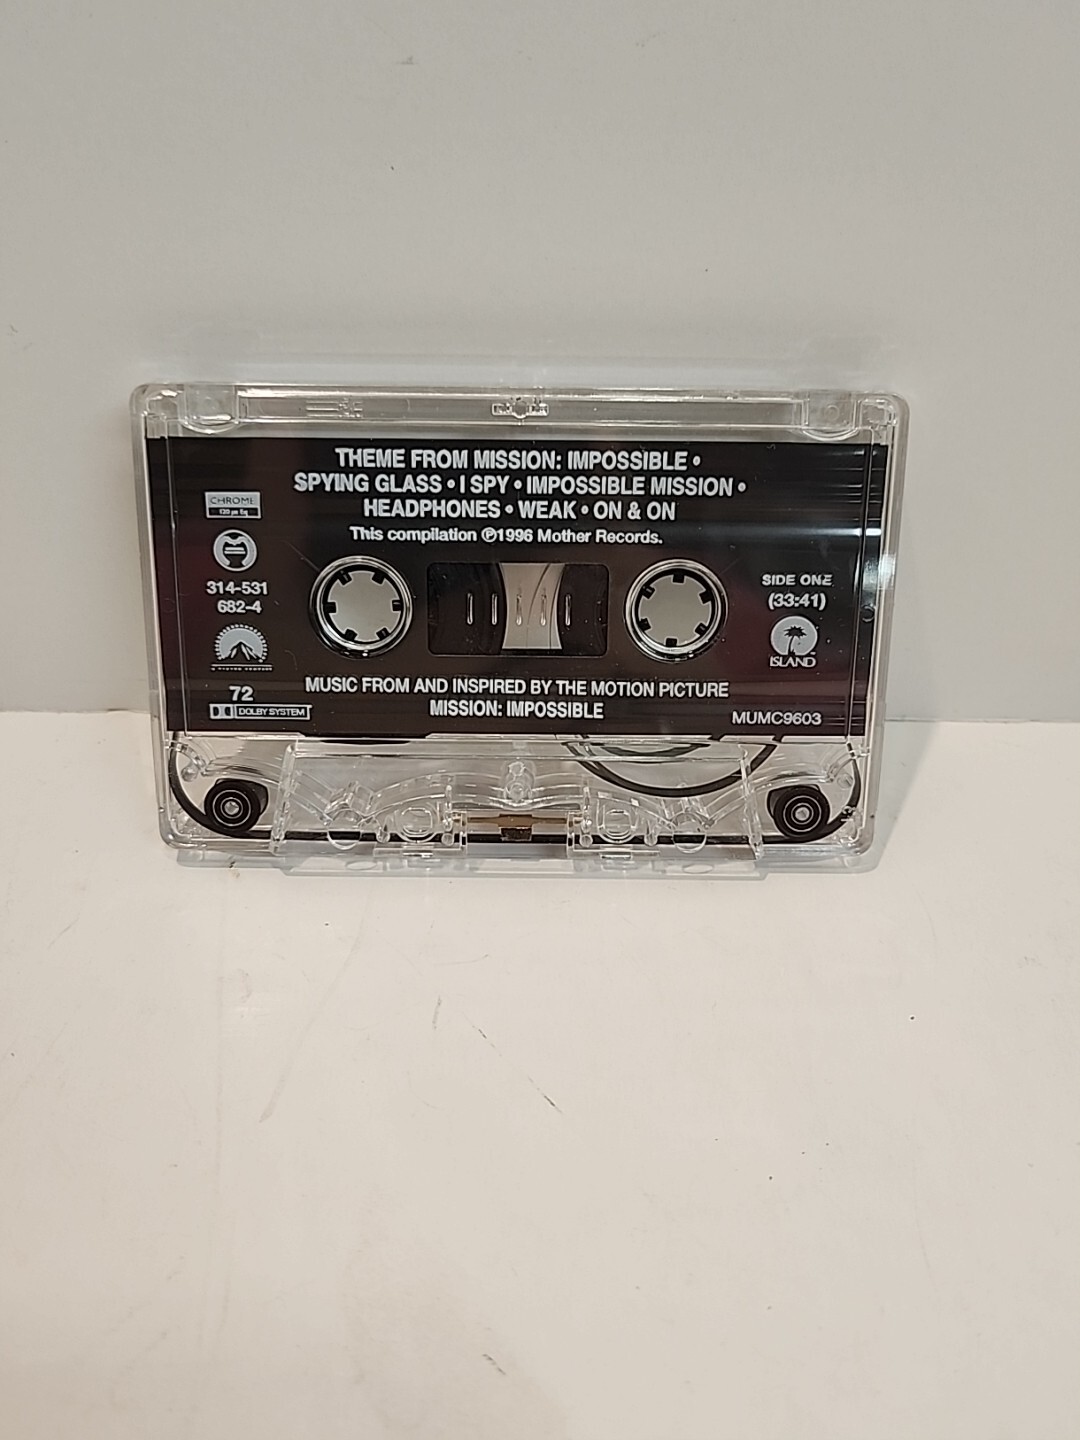 THEME FROM MISSION: IMPOSSIBLE •
SPYING GLASS • I SPY • IMPOSSIBLE MISSION •
HEADPHONES • WEAK • ON & ON
This compilation ℗1996 Mother Records.
CHROME
314-531
682-4
72
DOLBY SYSTEM
SIDE ONE
(33:41)
ISLAND
MUSIC FROM AND INSPIRED BY THE MOTION PICTURE
MISSION: IMPOSSIBLE
MUMC9603